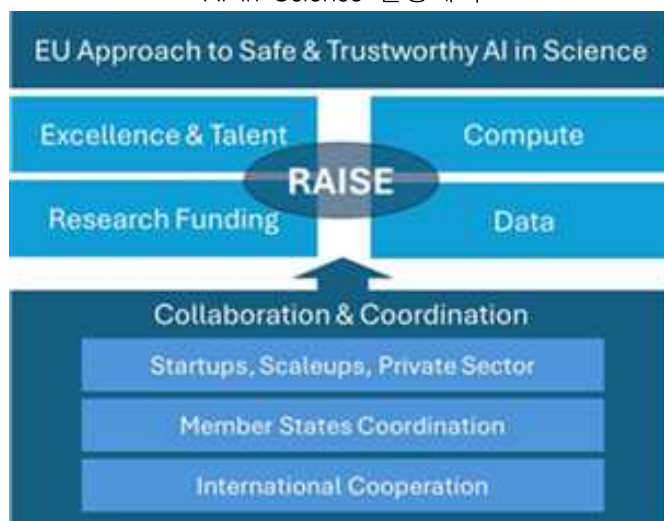 EU Approach to Safe & Trustworthy AI in Science
Excellence & Talent
Compute
RAISE
Research Funding
Data
Collaboration & Coordination
Startups, Scaleups, Private Sector
Member States Coordination
International Cooperation